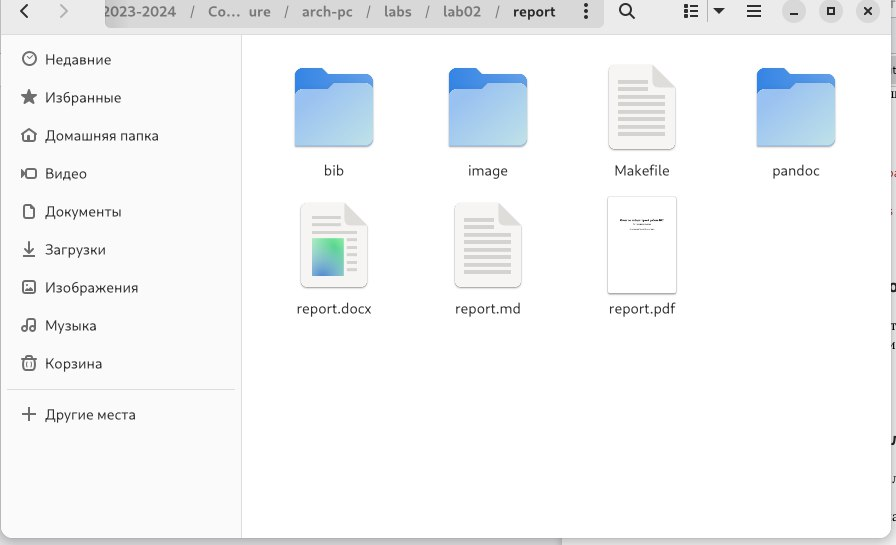 2023-2024 / Co... ure / arch-pc / labs / lab02 / report
Недавние
Избранные
Домашняя папка
Видео
Документы
Загрузки
Изображения
Музыка
Корзина
Другие места
bib
image
Makefile
pandoc
report.docx
report.md
report.pdf